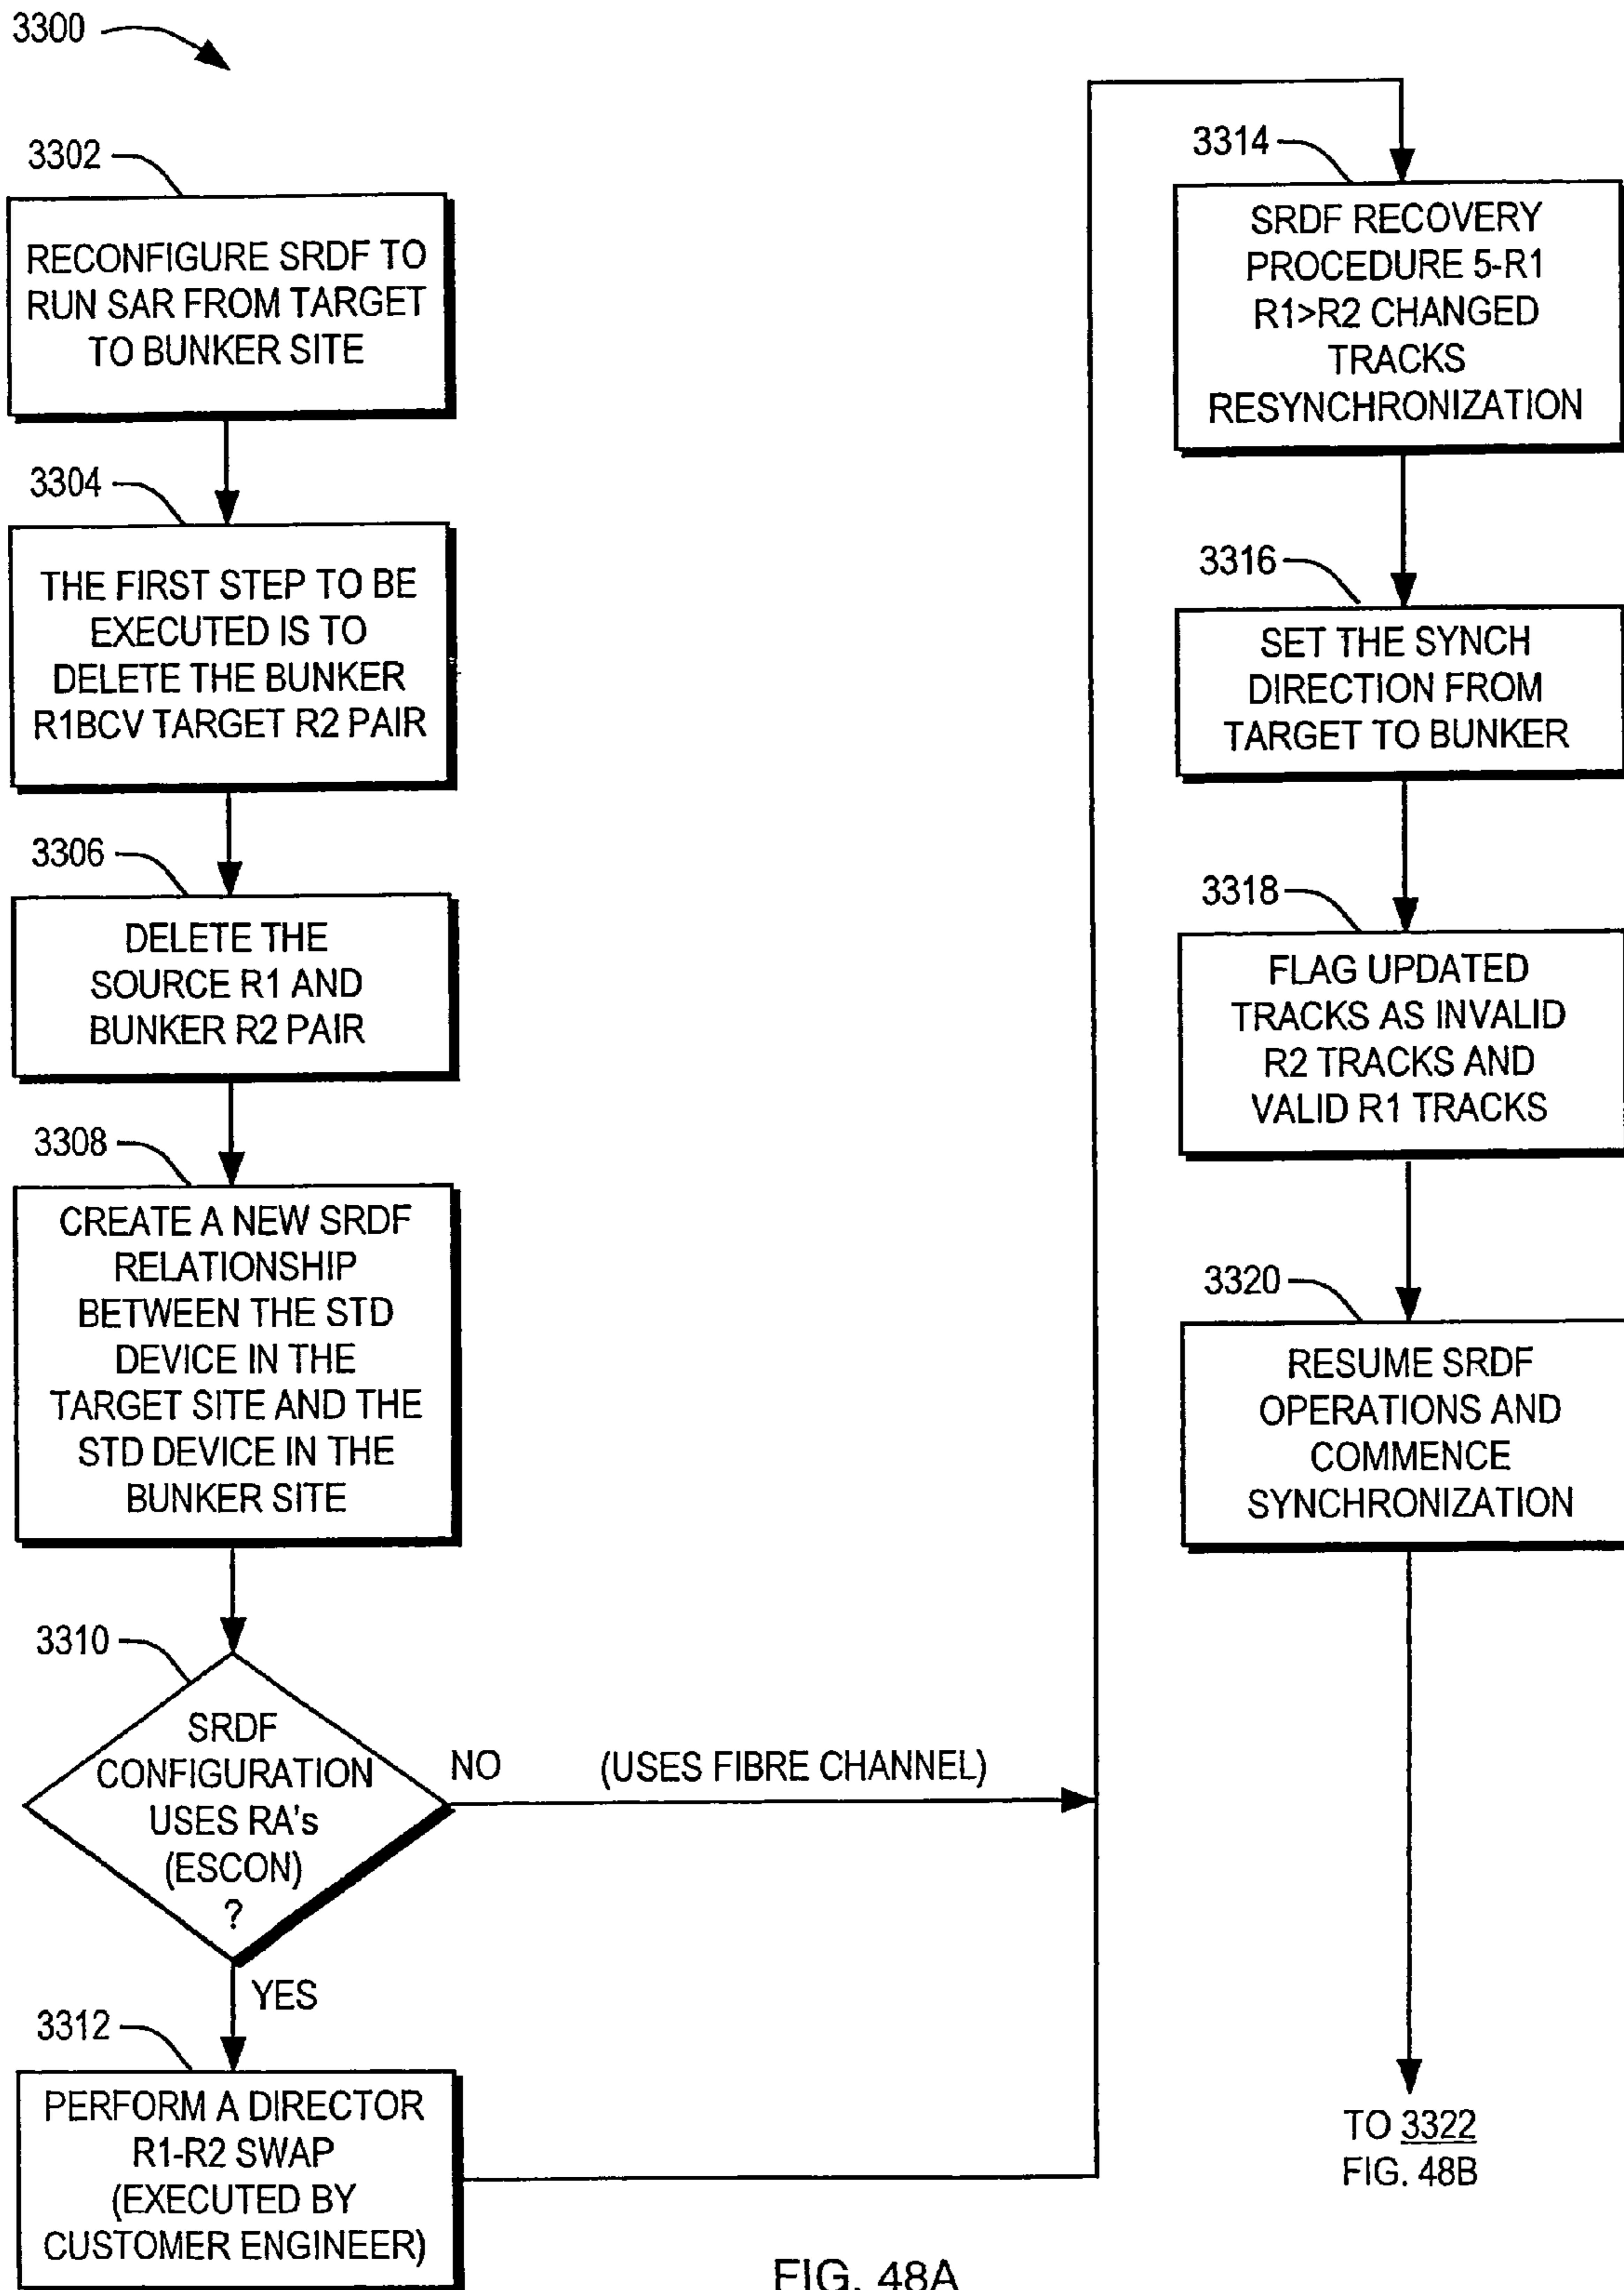 3300
3302
RECONFIGURE SRDF TO
RUN SAR FROM TARGET
TO BUNKER SITE
3304
THE FIRST STEP TO BE
EXECUTED IS TO
DELETE THE BUNKER
R1BCV TARGET R2 PAIR
3306
DELETE THE
SOURCE R1 AND
BUNKER R2 PAIR
3308
CREATE A NEW SRDF
RELATIONSHIP
BETWEEN THE STD
DEVICE IN THE
TARGET SITE AND THE
STD DEVICE IN THE
BUNKER SITE
3310
SRDF
CONFIGURATION
USES RA's
(ESCON)
?
NO (USES FIBRE CHANNEL)
YES
3312
PERFORM A DIRECTOR
R1-R2 SWAP
(EXECUTED BY
CUSTOMER ENGINEER)
3314
SRDF RECOVERY
PROCEDURE 5-R1
R1>R2 CHANGED
TRACKS
RESYNCHRONIZATION
3316
SET THE SYNCH
DIRECTION FROM
TARGET TO BUNKER
3318
FLAG UPDATED
TRACKS AS INVALID
R2 TRACKS AND
VALID R1 TRACKS
3320
RESUME SRDF
OPERATIONS AND
COMMENCE
SYNCHRONIZATION
TO 3322
FIG. 48B
FIG. 48A